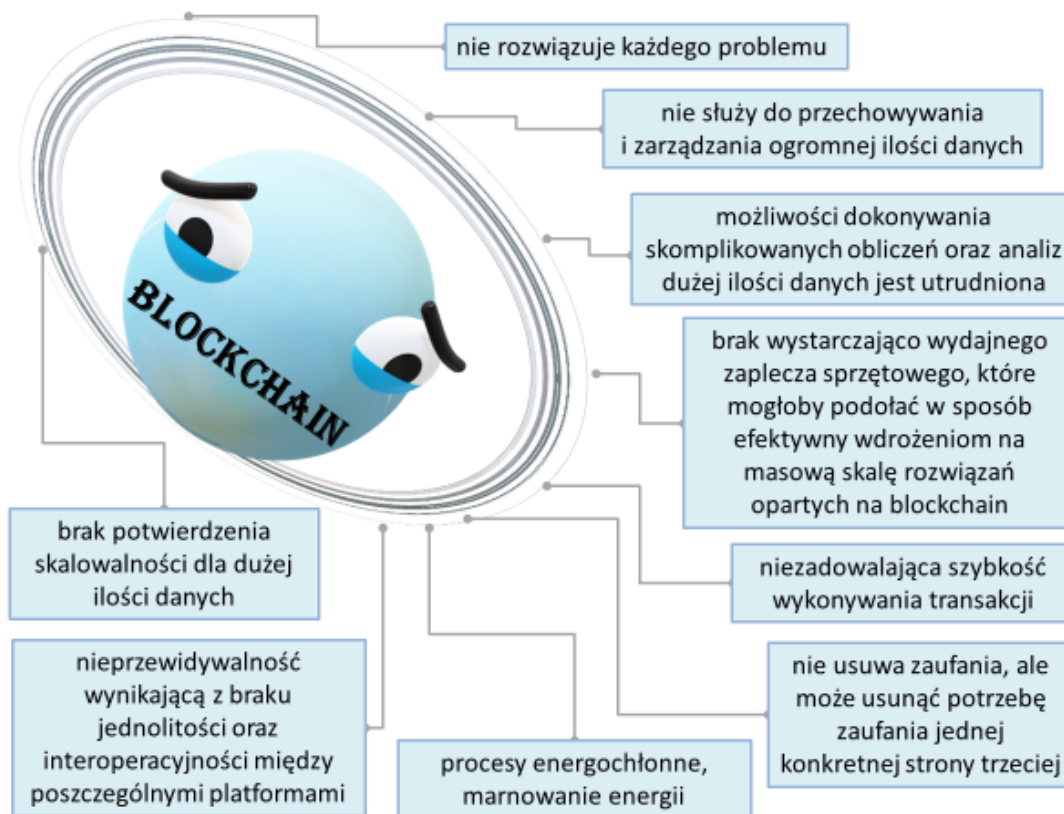 nie rozwiązuje każdego problemu
nie służy do przechowywania
i zarządzania ogromnej ilości danych
możliwości dokonywania
skomplikowanych obliczeń oraz analiz
dużej ilości danych jest utrudniona
brak wystarczająco wydajnego
zaplecza sprzętowego, które
mogłoby podołać w sposób
efektywny wdrożeniom na
masową skalę rozwiązań
opartych na blockchain
niezadowalająca szybkość
wykonywania transakcji
nie usuwa zaufania, ale
może usunąć potrzebę
zaufania jednej
konkretnej strony trzeciej
procesy energochłonne,
marnowanie energii
nieprzewidywalność
wynikającą z braku
jednolitości oraz
interoperacyjności między
poszczególnymi platformami
brak potwierdzenia
skalowalności dla dużej
ilości danych
BLOCKCHAIN